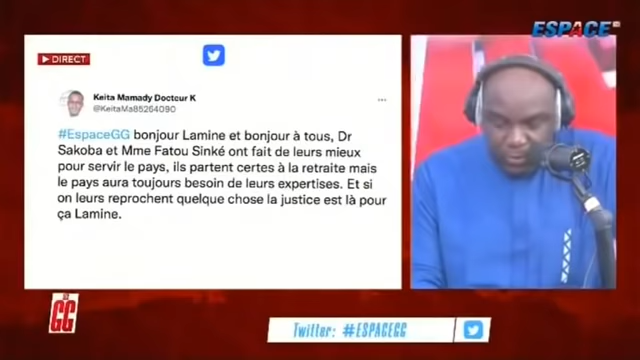 ESPACE
DIRECT
Keita Mamady Docteur K
@KeitaMa85264090
#EspaceGG bonjour Lamine et bonjour à tous, Dr
Sakoba et Mme Fatou Sinké ont fait de leurs mieux
pour servir le pays, ils partent certes à la retraite mais
le pays aura toujours besoin de leurs expertises. Et si
on leurs reprochent quelque chose la justice est là pour
ça Lamine.
GG
Twitter: #ESPACEGG